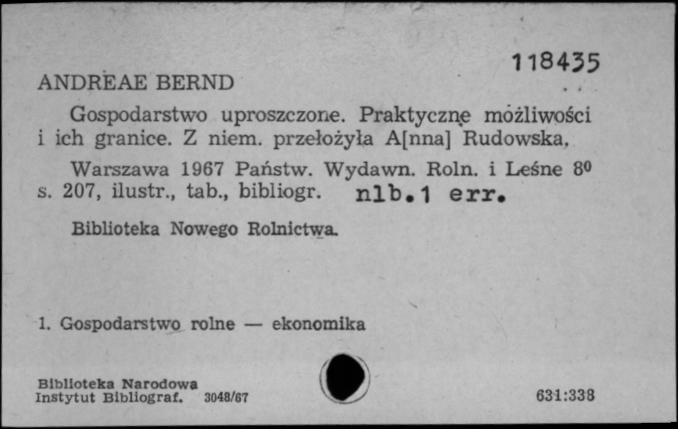 118435
ANDREAE BERND
Gospodarstwo uproszczone. Praktyczne możliwości
i ich granice. Z niem. przełożyła A[nna] Rudowska,
Warszawa 1967 Państw. Wydawn. Roln. i Leśne 8⁰
s. 207, ilustr., tab., bibliogr. nlb.1 err.
Biblioteka Nowego Rolnictwa.
1. Gospodarstwo rolne — ekonomika
Biblioteka Narodowa
Instytut Bibliograf. 3048/67
631:338